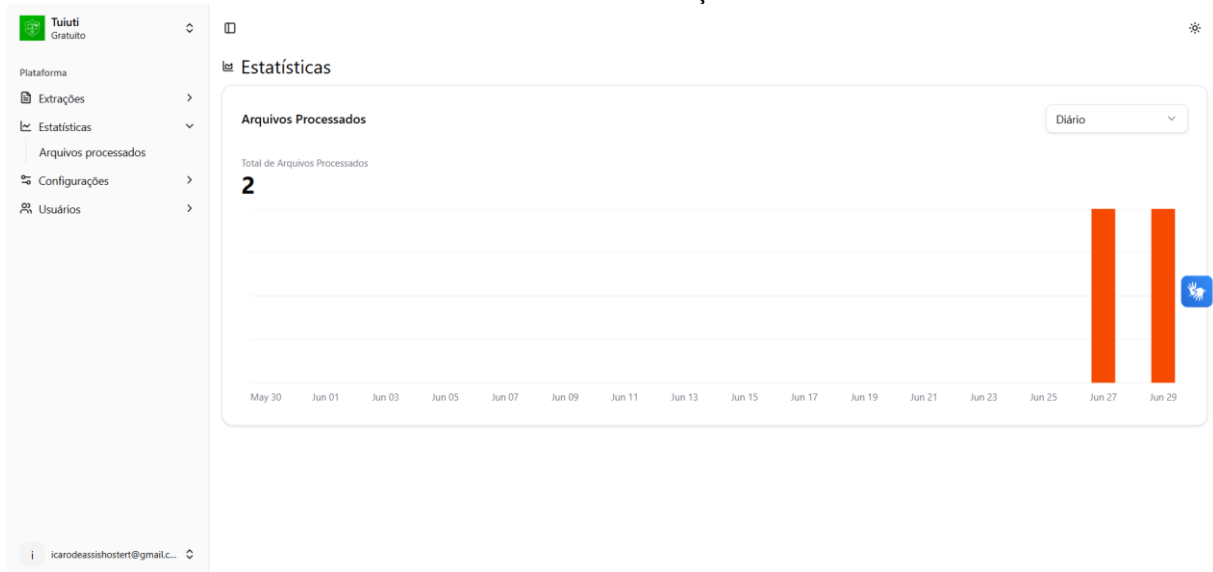 Tuiuti
Gratuito
Plataforma
Extrações
Estatísticas
Arquivos processados
Configurações
Usuários
i icarodeassishostert@gmail.c...
Estatísticas
Arquivos Processados
Diário
Total de Arquivos Processados
2
May 30 Jun 01 Jun 03 Jun 05 Jun 07 Jun 09 Jun 11 Jun 13 Jun 15 Jun 17 Jun 19 Jun 21 Jun 23 Jun 25 Jun 27 Jun 29